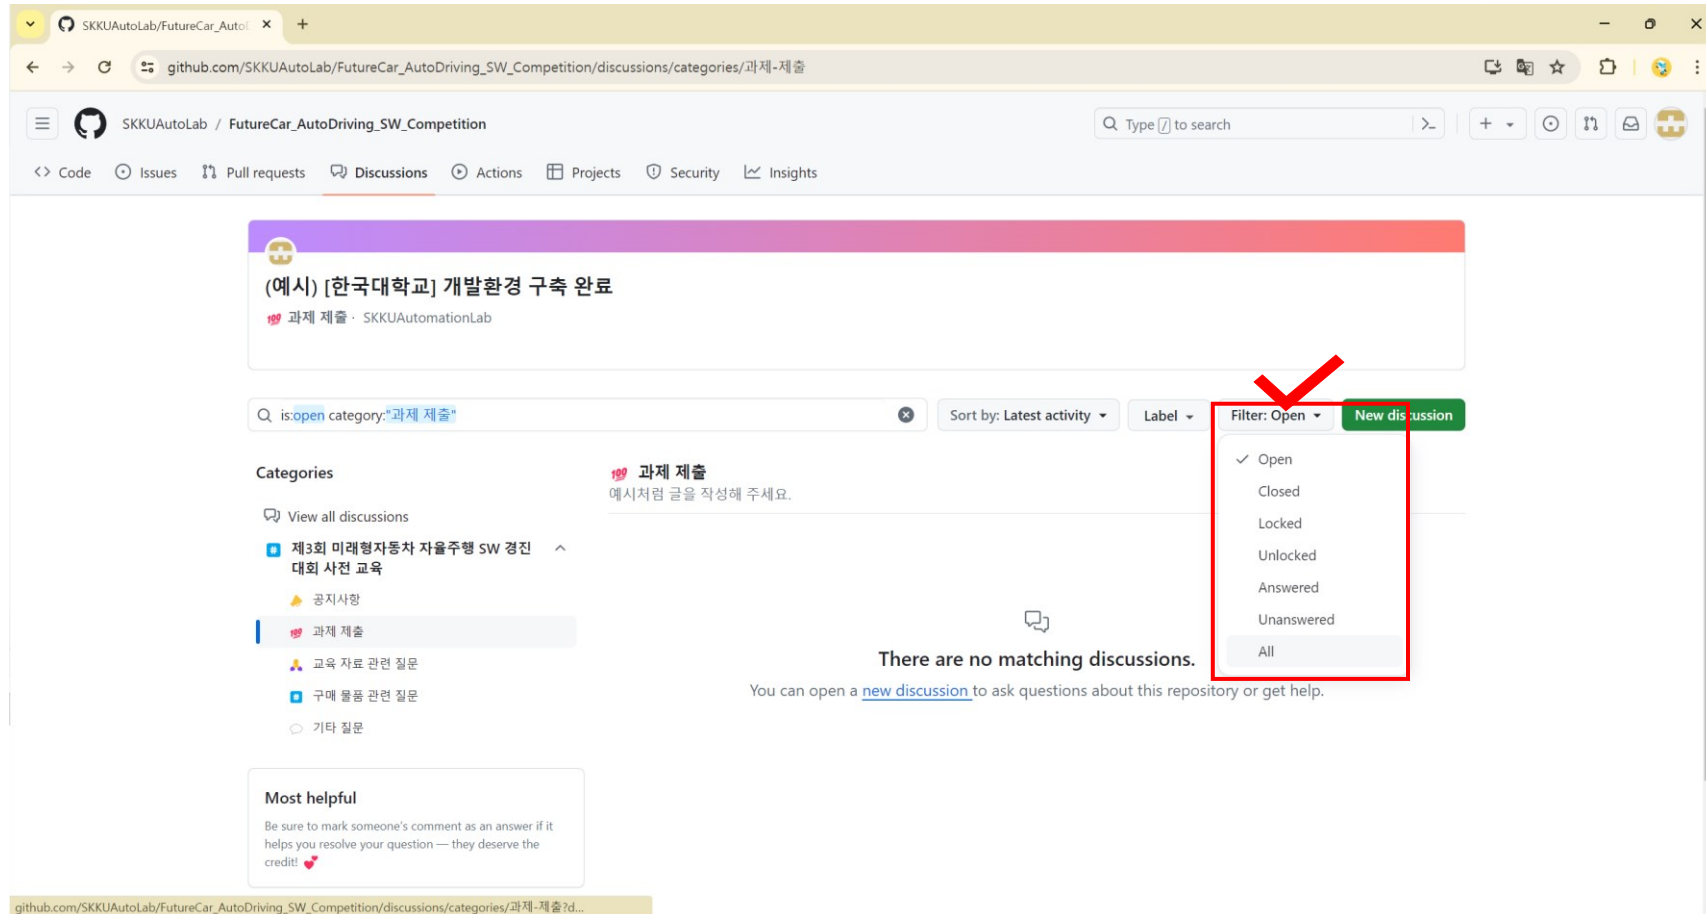 SKKUAutoLab/FutureCar_Auto
github.com/SKKUAutoLab/FutureCar_AutoDriving_SW_Competition/discussions/categories/과제-제출
SKKUAutoLab / FutureCar_AutoDriving_SW_Competition
Type / to search
Code Issues Pull requests Discussions Actions Projects Security Insights
(예시) [한국대학교] 개발환경 구축 완료
과제 제출 · SKKUAutomationLab
is:open category:"과제 제출"
Sort by: Latest activity Label Filter: Open New discussion
Open
Closed
Locked
Unlocked
Answered
Unanswered
All
Categories
View all discussions
제3회 미래형자동차 자율주행 SW 경진
대회 사전 교육
공지사항
과제 제출
교육 자료 관련 질문
구매 물품 관련 질문
기타 질문
과제 제출
예시처럼 글을 작성해 주세요.
There are no matching discussions.
You can open a new discussion to ask questions about this repository or get help.
Most helpful
Be sure to mark someone's comment as an answer if it
helps you resolve your question — they deserve the
credit!
github.com/SKKUAutoLab/FutureCar_AutoDriving_SW_Competition/discussions/categories/과제-제출?d...